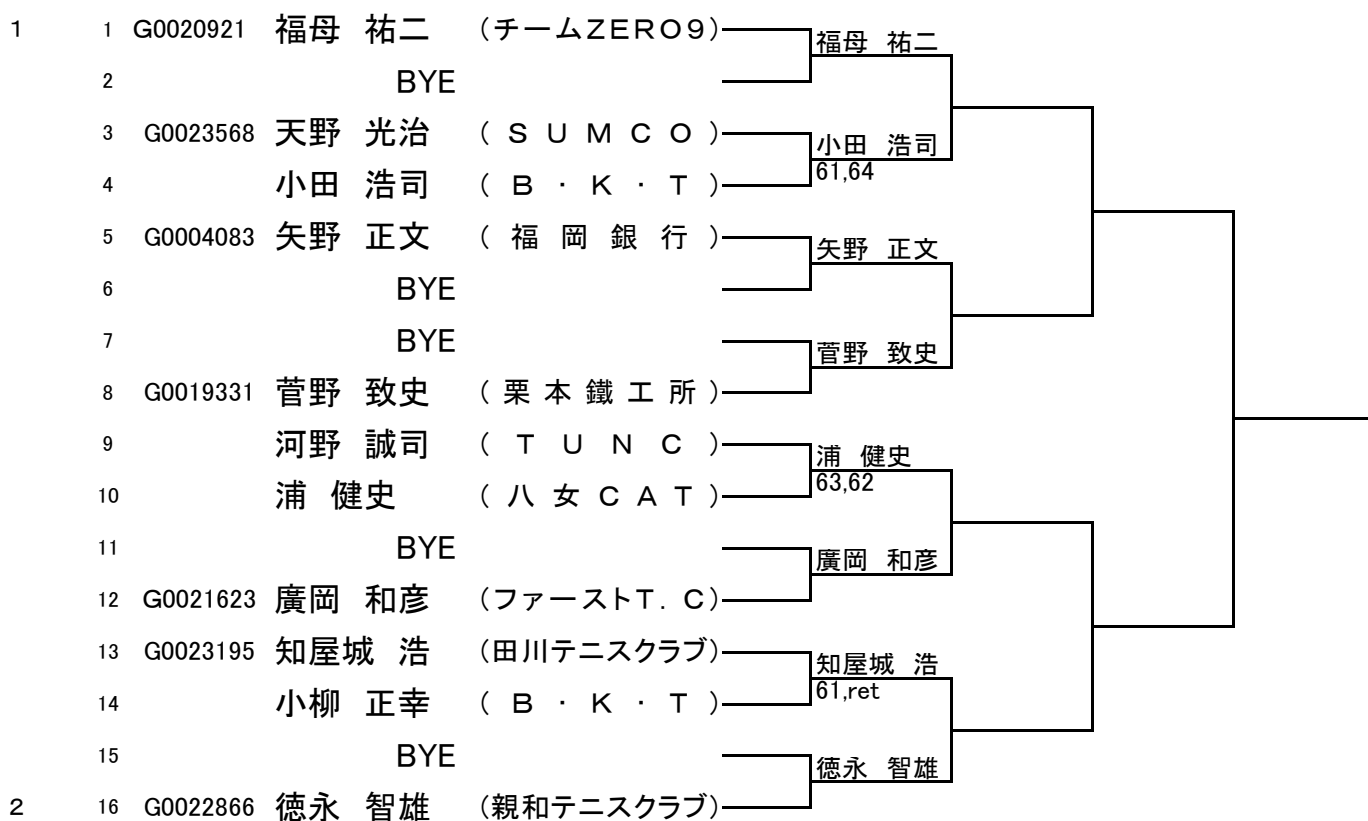 1 1 G0020921 福母 祐二 (チームZERO9) 福母 祐二
2 BYE
3 G0023568 天野 光治 (SUMCO) 小田 浩司
4 小田 浩司 (B・K・T) 61,64
5 G0004083 矢野 正文 (福岡銀行) 矢野 正文
6 BYE
7 BYE 菅野 致史
8 G0019331 菅野 致史 (栗本鐵工所)
9 河野 誠司 (TUNC) 浦 健史
10 浦 健史 (八女CAT) 63,62
11 BYE 廣岡 和彦
12 G0021623 廣岡 和彦 (ファーストT.C)
13 G0023195 知屋城 浩 (田川テニスクラブ) 知屋城 浩
14 小柳 正幸 (B・K・T) 61,ret
15 BYE 徳永 智雄
2 16 G0022866 徳永 智雄 (親和テニスクラブ)